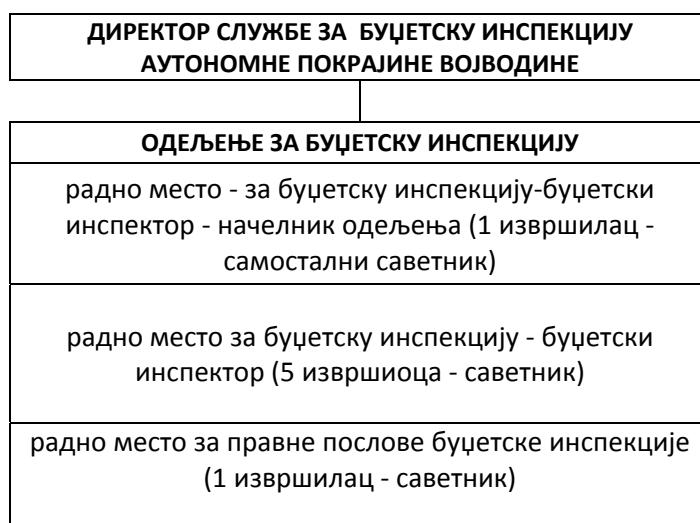 ДИРЕКТОР СЛУЖБЕ ЗА БУЏЕТСКУ ИНСПЕКЦИЈУ
АУТОНОМНЕ ПОКРАЈИНЕ ВОЈВОДИНЕ
ОДЕЉЕЊЕ ЗА БУЏЕТСКУ ИНСПЕКЦИЈУ
радно место - за буџетску инспекцију-буџетски
инспектор - начелник одељења (1 извршилац -
самостални саветник)
радно место за буџетску инспекцију - буџетски
инспектор (5 извршиоца - саветник)
радно место за правне послове буџетске инспекције
(1 извршилац - саветник)